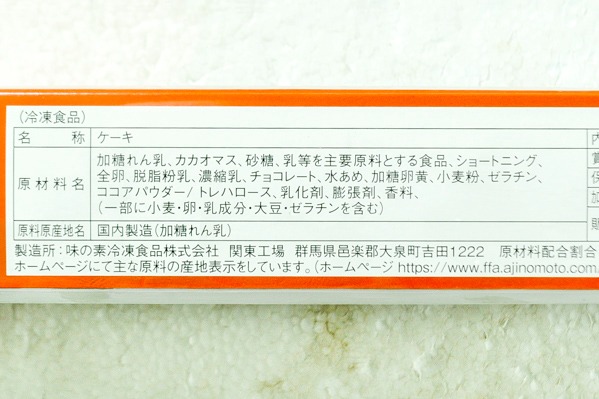 (冷凍食品)
名称 ケーキ
原材料名 加糖れん乳、カカオマス、砂糖、乳等を主要原料とする食品、ショートニング、
全卵、脱脂粉乳、濃縮乳、チョコレート、水あめ、加糖卵黄、小麦粉、ゼラチン、
ココアパウダー/トレハロース、乳化剤、膨張剤、香料、
(一部に小麦・卵・乳成分・大豆・ゼラチンを含む)
原料原産地名 国内製造(加糖れん乳)
製造所:味の素冷凍食品株式会社 関東工場 群馬県邑楽郡大泉町吉田1222 原材料配合割合
ホームページにて主な原料の産地表示をしています。(ホームページ https://www.ffa.ajinomoto.com
内
賞
保
加
販